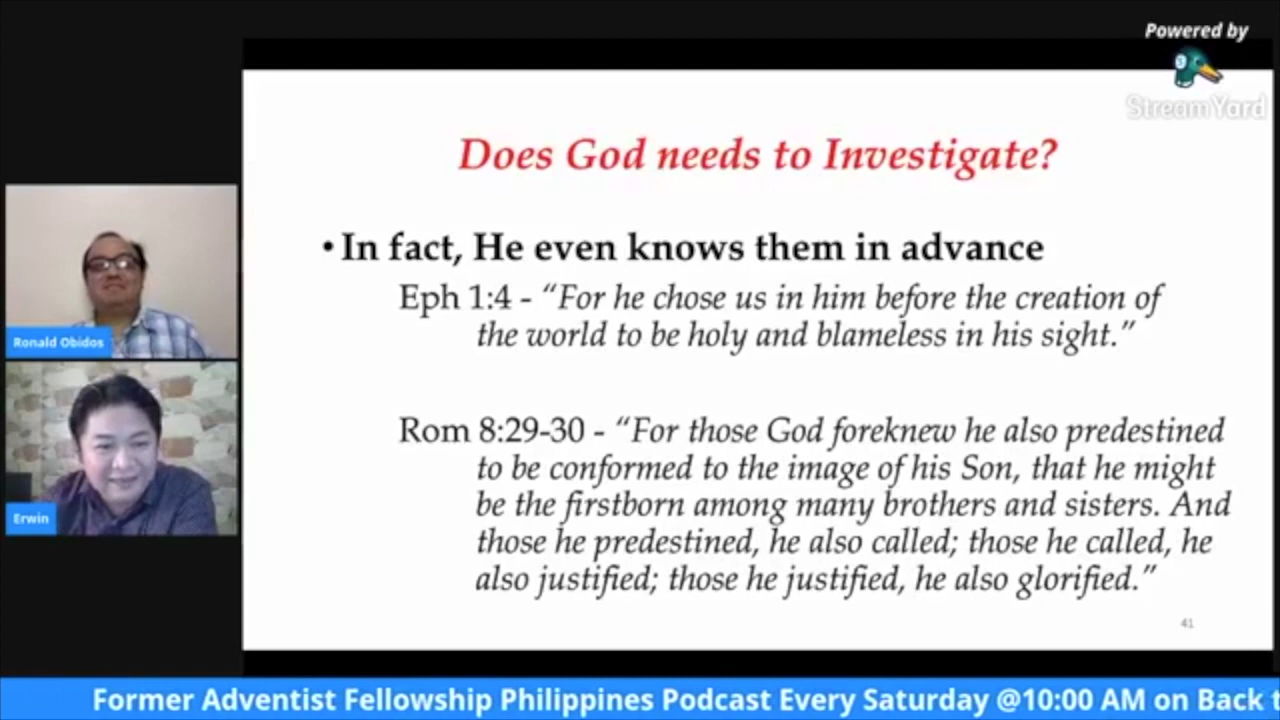 Powered by
StreamYard
Does God needs to Investigate?
• In fact, He even knows them in advance
Eph 1:4 - “For he chose us in him before the creation of
the world to be holy and blameless in his sight.”
Rom 8:29-30 - “For those God foreknew he also predestined
to be conformed to the image of his Son, that he might
be the firstborn among many brothers and sisters. And
those he predestined, he also called; those he called, he
also justified; those he justified, he also glorified.”
41
Ronald Obidos
Erwin
Former Adventist Fellowship Philippines Podcast Every Saturday @10:00 AM on Back t